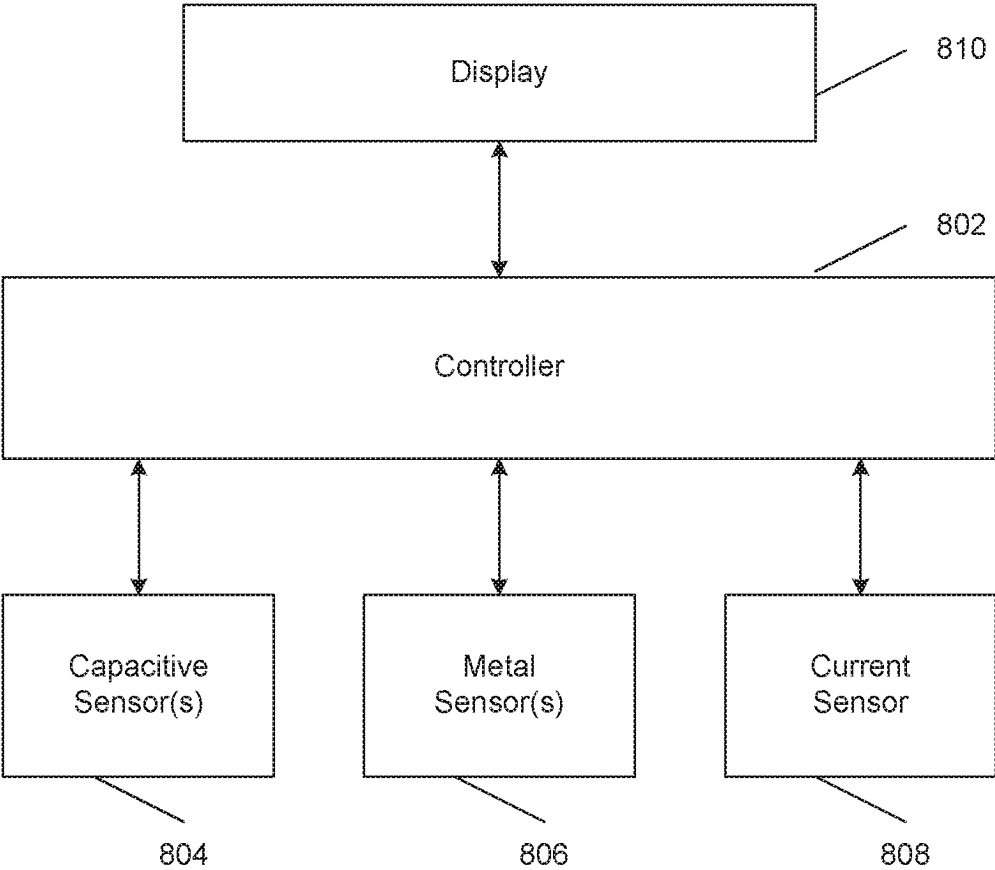 Display
810
802
Controller
Capacitive
Sensor(s)
Metal
Sensor(s)
Current
Sensor
804
806
808